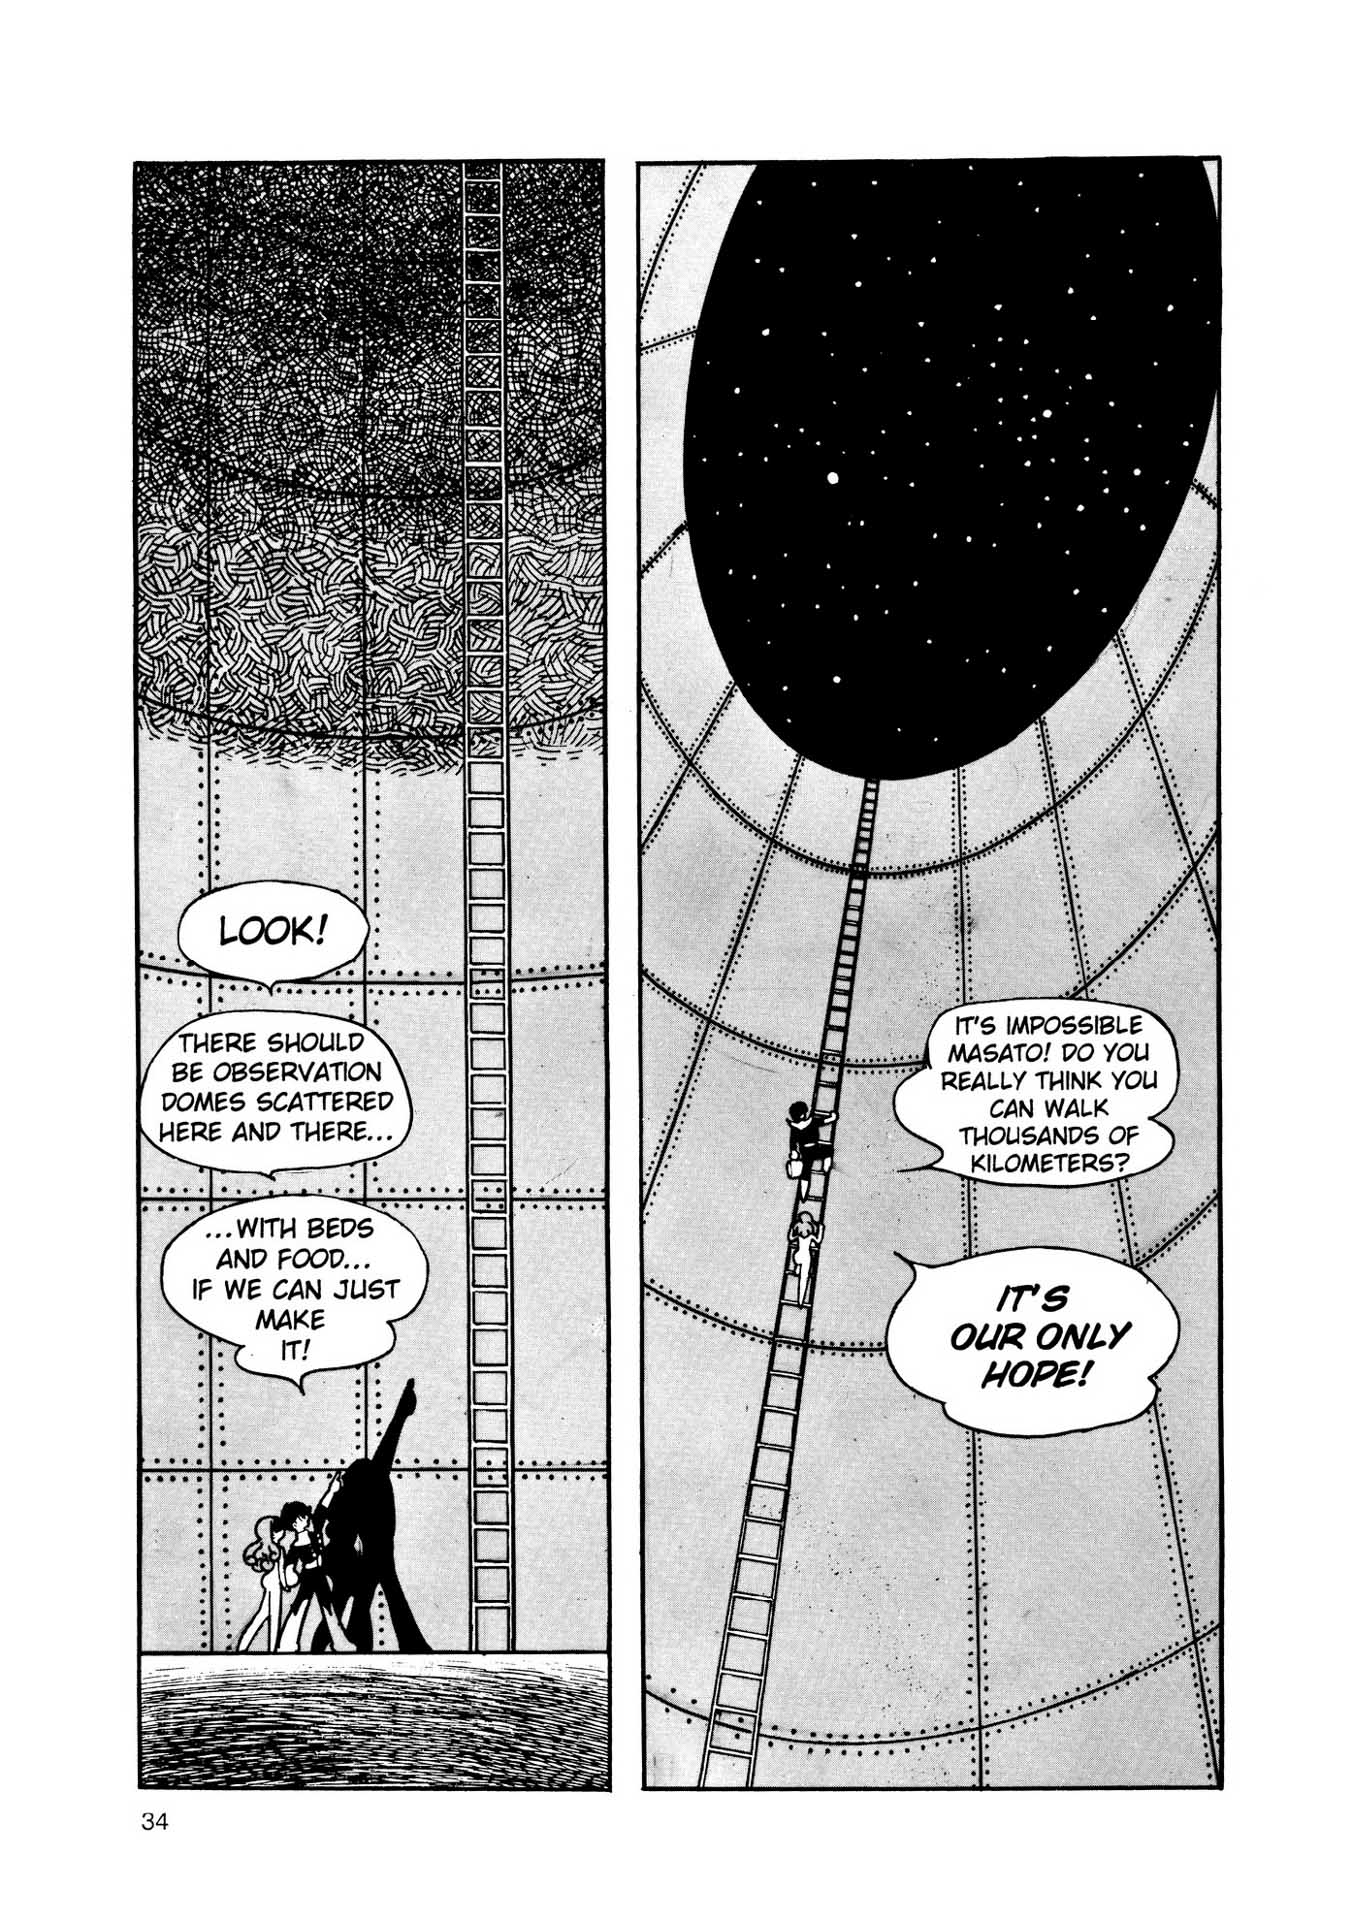 LOOK!
THERE SHOULD
BE OBSERVATION
DOMES SCATTERED
HERE AND THERE...
...WITH BEDS
AND FOOD...
IF WE CAN JUST
MAKE
IT!
IT'S IMPOSSIBLE
MASATO! DO YOU
REALLY THINK YOU
CAN WALK
THOUSANDS OF
KILOMETERS?
IT'S
OUR ONLY
HOPE!
34